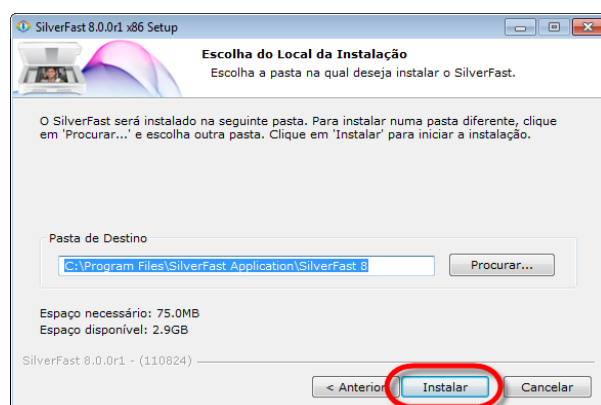 SilverFast 8.0.0r1 x86 Setup
Escolha do Local da Instalação
Escolha a pasta na qual deseja instalar o SilverFast.
O SilverFast será instalado na seguinte pasta. Para instalar numa pasta diferente, clique
em 'Procurar...' e escolha outra pasta. Clique em 'Instalar' para iniciar a instalação.
Pasta de Destino
C:\Program Files\SilverFast Application\SilverFast 8
Procurar...
Espaço necessário: 75.0MB
Espaço disponível: 2.9GB
SilverFast 8.0.0r1 - (110824)
< Anterior
Instalar
Cancelar